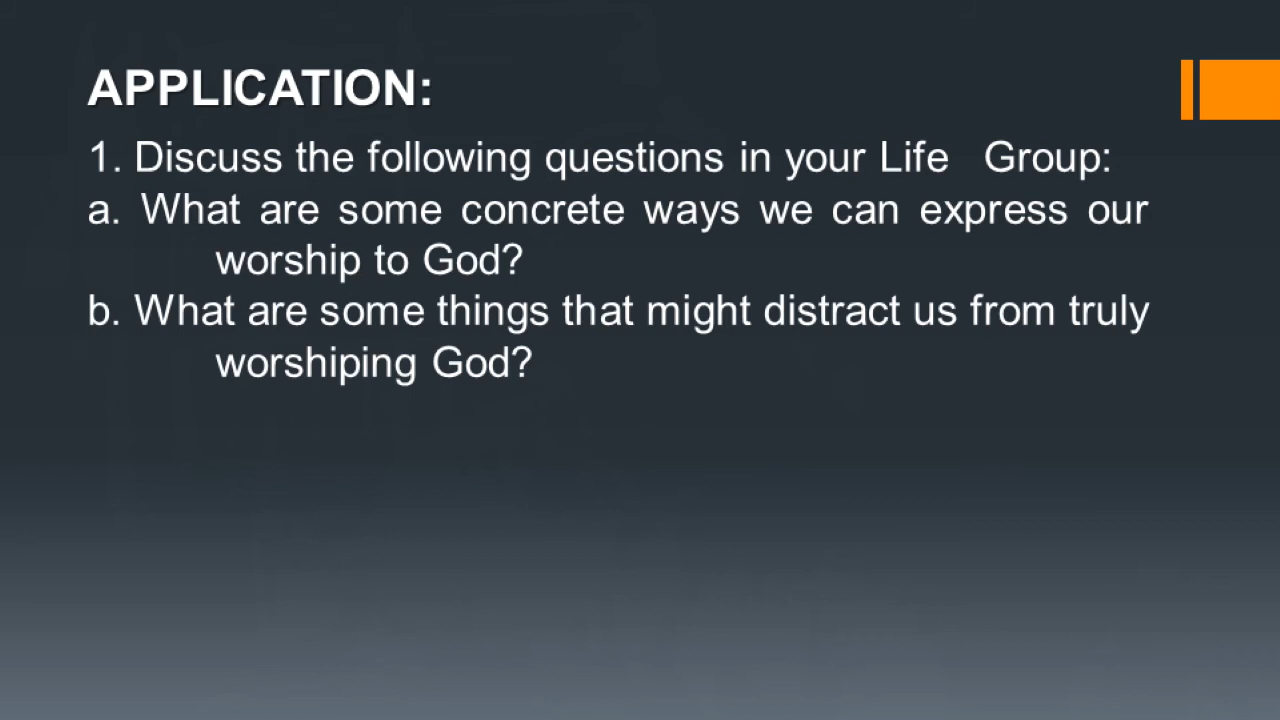 APPLICATION:
1. Discuss the following questions in your Life Group:
a. What are some concrete ways we can express our
worship to God?
b. What are some things that might distract us from truly
worshiping God?